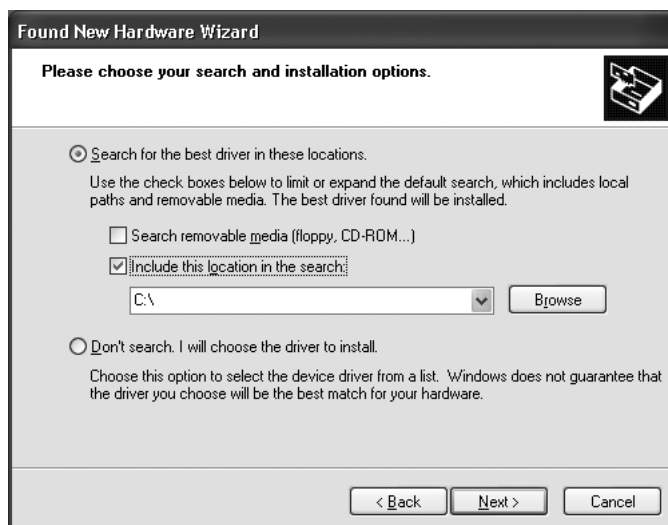 Found New Hardware Wizard
Please choose your search and installation options.
Search for the best driver in these locations.
Use the check boxes below to limit or expand the default search, which includes local
paths and removable media. The best driver found will be installed.
Search removable media (floppy, CD-ROM...)
Include this location in the search:
C:\
Browse
Don't search. I will choose the driver to install.
Choose this option to select the device driver from a list. Windows does not guarantee that
the driver you choose will be the best match for your hardware.
< Back
Next >
Cancel